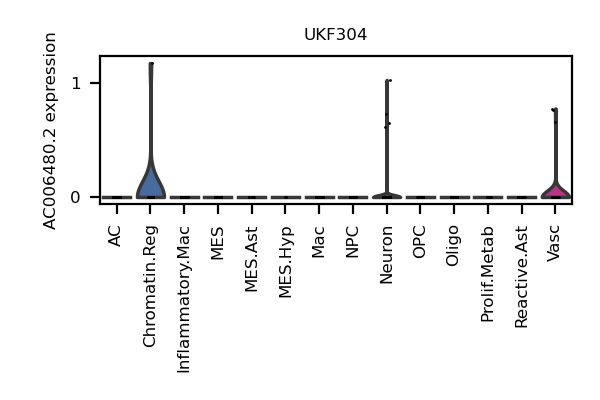 UKF304
AC006480.2 expression
1
0
AC
Chromatin.Reg
Inflammatory.Mac
MES
MES.Ast
MES.Hyp
Mac
NPC
Neuron
OPC
Oligo
Prolif.Metab
Reactive.Ast
Vasc